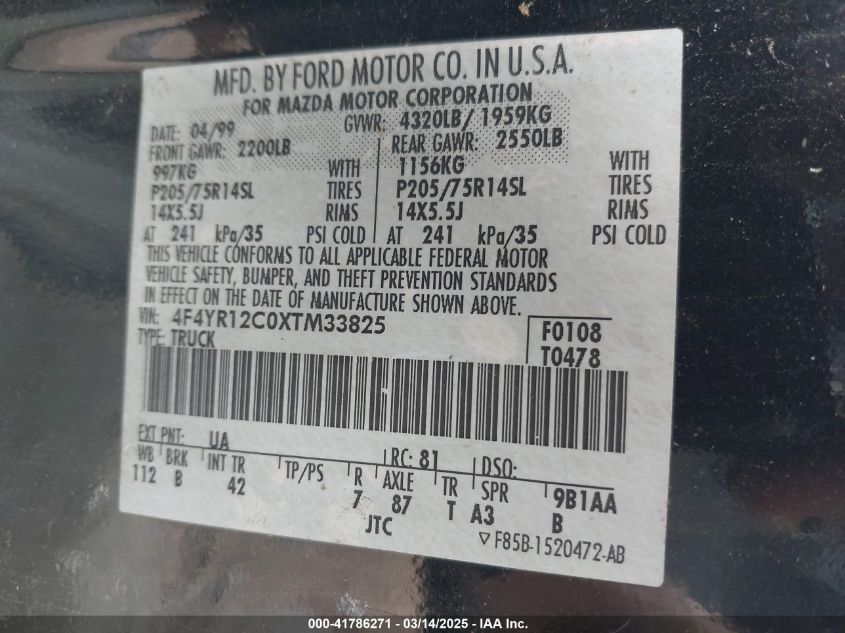 MFD. BY FORD MOTOR CO. IN U.S.A.
FOR MAZDA MOTOR CORPORATION
DATE: 04/99 GVWR: 4320LB/ 1959KG
FRONT GAWR: 2200LB REAR GAWR: 2550LB
997KG WITH 1156KG WITH
P205/75R14SL TIRES P205/75R14SL TIRES
14X5.5J RIMS 14X5.5J RIMS
AT 241 kPa/35 PSI COLD AT 241 kPa/35 PSI COLD
THIS VEHICLE CONFORMS TO ALL APPLICABLE FEDERAL MOTOR
VEHICLE SAFETY, BUMPER, AND THEFT PREVENTION STANDARDS
IN EFFECT ON THE DATE OF MANUFACTURE SHOWN ABOVE.
VIN: 4F4YR12C0XTM33825 F0108
TYPE: TRUCK T0478
EXT PNT: UA RC: 81 DSO:
WB BRK INT TR TP/PS R AXLE TR SPR 9B1AA
112 B 42 7 87 T A3 B
JTC
▽F85B-1520472-AB
000-41786271 - 03/14/2025 - IAA, Inc.